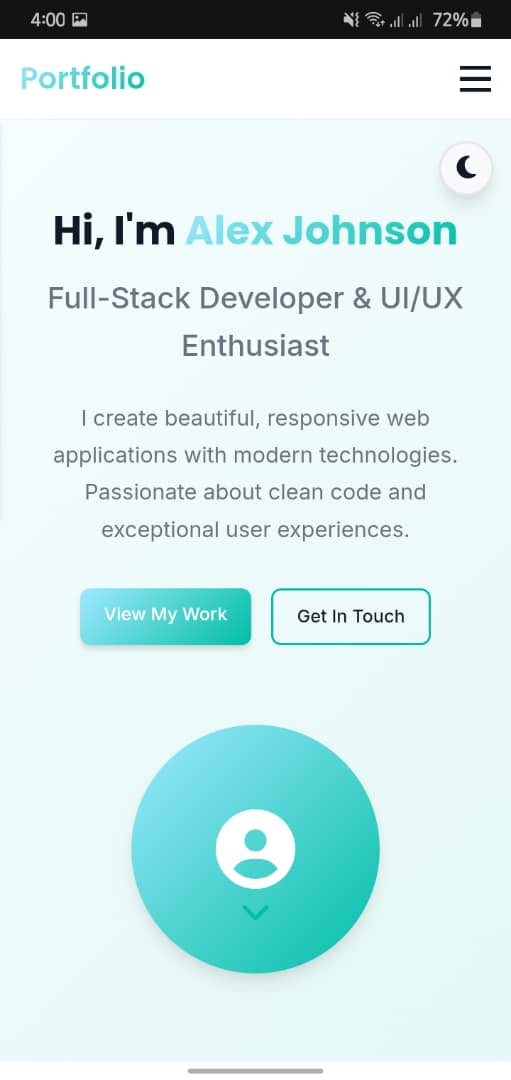 4:00 72%
Portfolio
Hi, I'm Alex Johnson
Full-Stack Developer & UI/UX
Enthusiast
I create beautiful, responsive web
applications with modern technologies.
Passionate about clean code and
exceptional user experiences.
View My Work Get In Touch